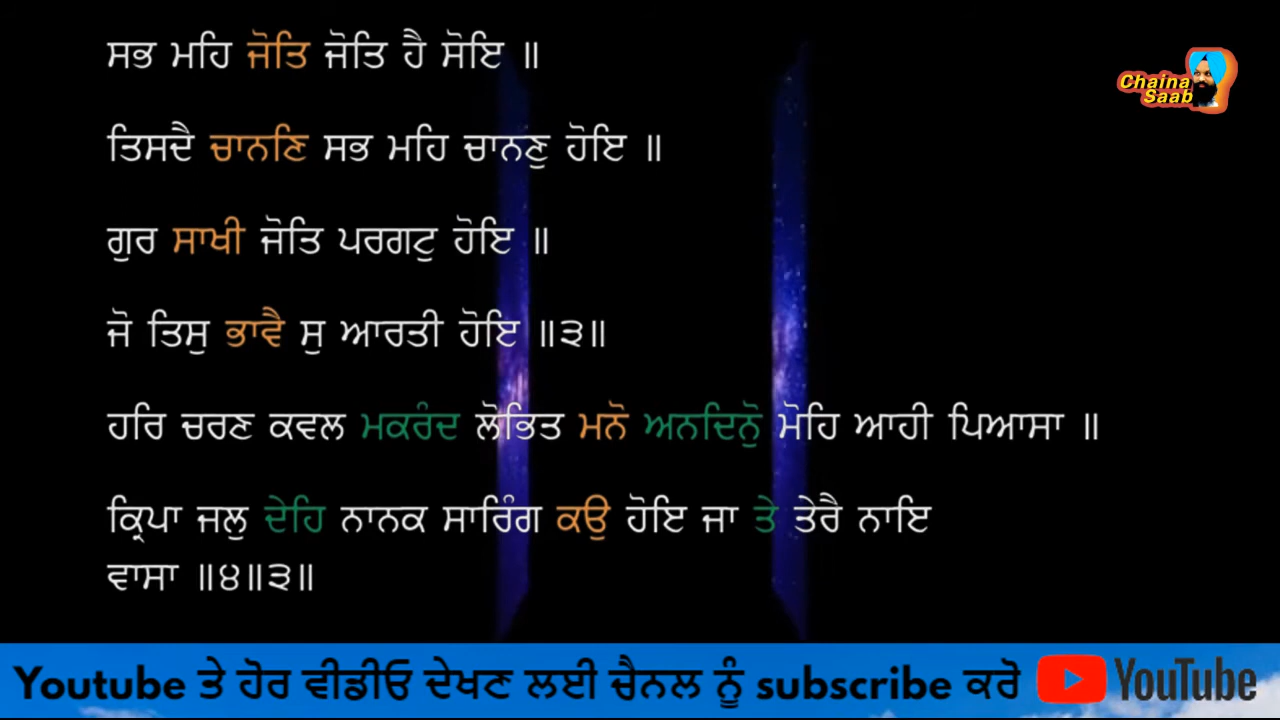 ਸਭ ਮਹਿ ਜੋਤਿ ਜੋਤਿ ਹੈ ਸੋਇ ॥
Chaina
Saab
ਤਿਸਦੈ ਚਾਨਣਿ ਸਭ ਮਹਿ ਚਾਨਣੁ ਹੋਇ ॥
ਗੁਰ ਸਾਖੀ ਜੋਤਿ ਪਰਗਟੁ ਹੋਇ ॥
ਜੋ ਤਿਸੁ ਭਾਵੈ ਸੁ ਆਰਤੀ ਹੋਇ ॥੩॥
ਹਰਿ ਚਰਣ ਕਵਲ ਮਕਰੰਦ ਲੋਭਿਤ ਮਨੋ ਅਨਦਿਨੋੁ ਮੋਹਿ ਆਹੀ ਪਿਆਸਾ ॥
ਕ੍ਰਿਪਾ ਜਲੁ ਦੇਹਿ ਨਾਨਕ ਸਾਰਿੰਗ ਕਉ ਹੋਇ ਜਾ ਤੇ ਤੇਰੈ ਨਾਇ
ਵਾਸਾ ॥੪॥੩॥
Youtube ਤੇ ਹੋਰ ਵੀਡੀਓ ਦੇਖਣ ਲਈ ਚੈਨਲ ਨੂੰ subscribe ਕਰੋ YouTube